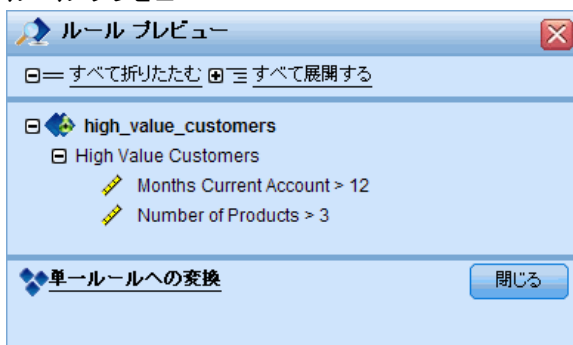 ルール プレビュー
すべて折りたたむ すべて展開する
high_value_customers
High Value Customers
Months Current Account > 12
Number of Products > 3
単一ルールへの変換 閉じる